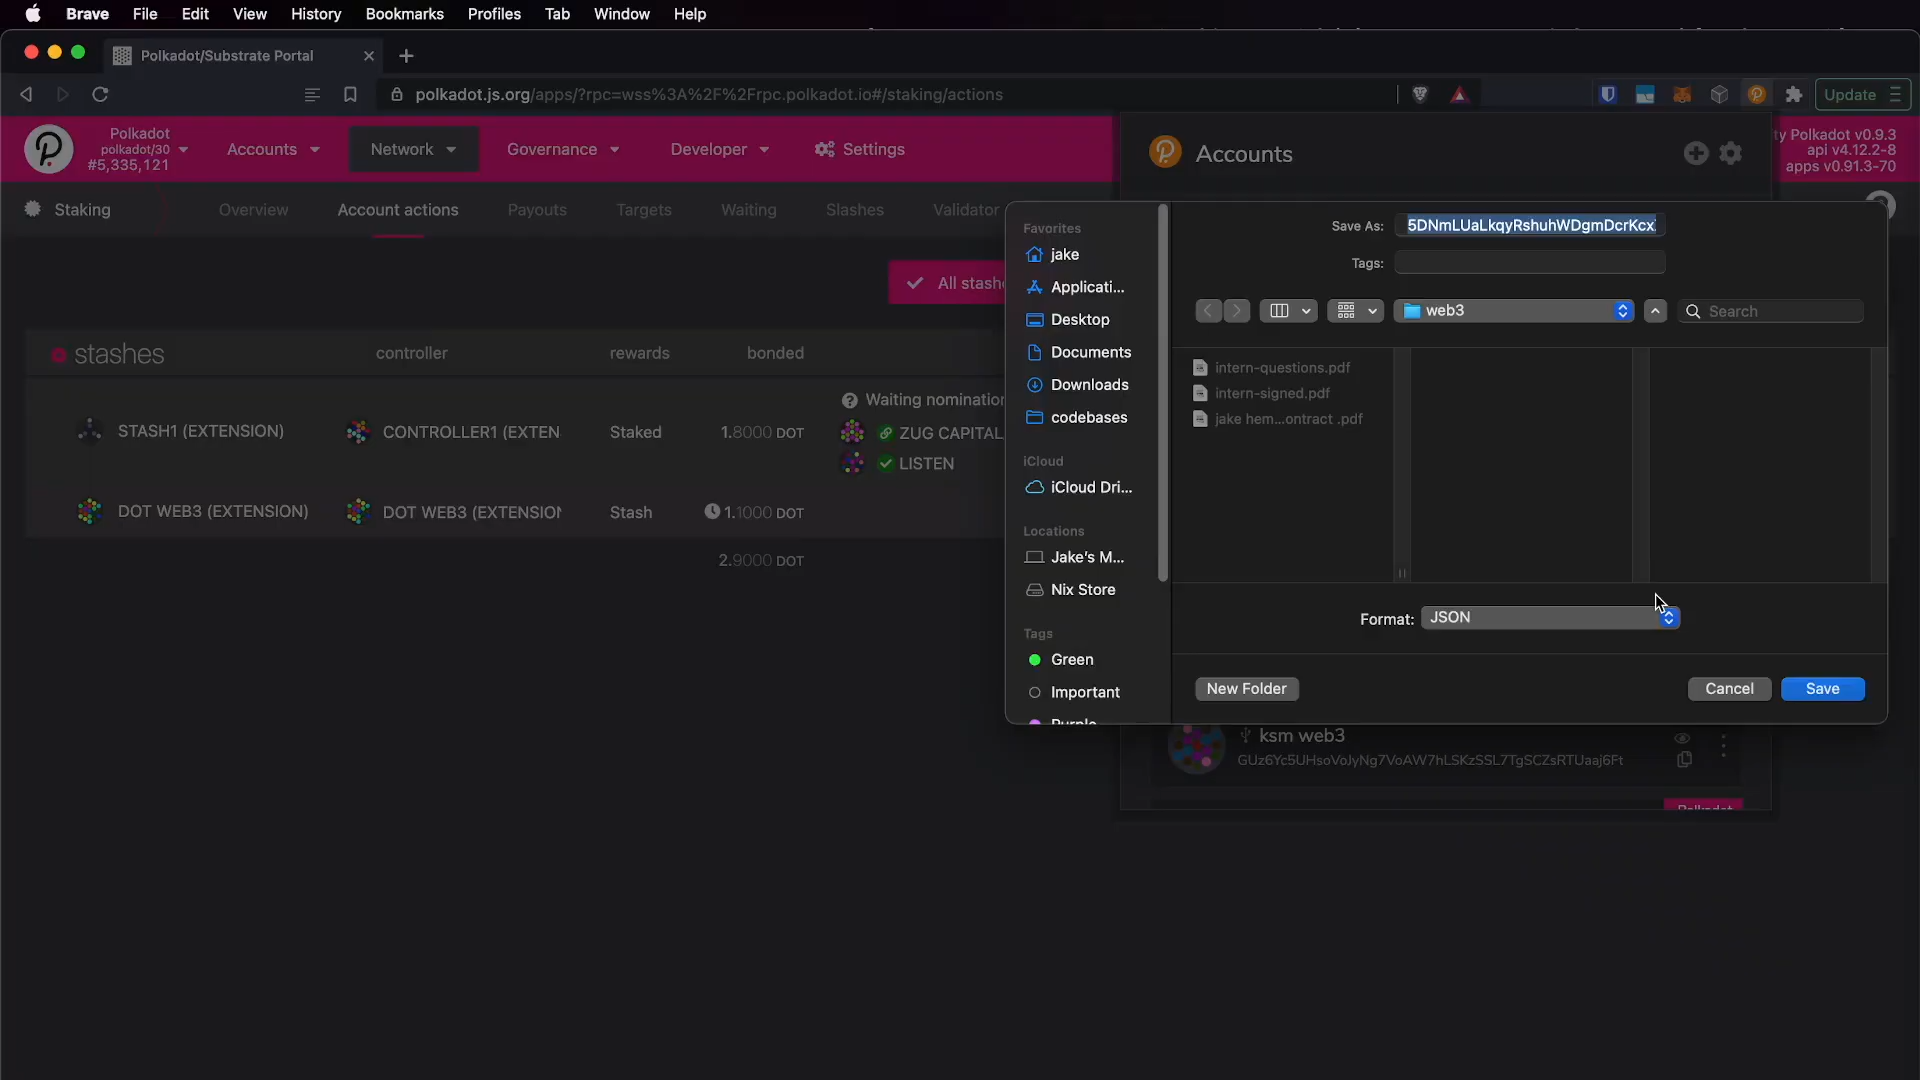 Brave File Edit View History Bookmarks Profiles Tab Window Help
Polkadot/Substrate Portal
polkadot.js.org/apps/?rpc=wss%3A%2F%2Frpc.polkadot.io#/staking/actions
Update
Polkadot
polkadot/30
#5,335,121
Accounts
Network
Governance
Developer
Settings
Accounts
ty Polkadot v0.9.3
api v4.12.2-8
apps v0.91.3-70
Staking
Overview
Account actions
Payouts
Targets
Waiting
Slashes
Validator
All stash
stashes
controller
rewards
bonded
STASH1 (EXTENSION)
CONTROLLER1 (EXTEN
Staked
1.8000 DOT
Waiting nomination
ZUG CAPITAL
LISTEN
DOT WEB3 (EXTENSION)
DOT WEB3 (EXTENSION
Stash
1.1000 DOT
2.9000 DOT
Favorites
jake
Applicati...
Desktop
Documents
Downloads
codebases
iCloud
iCloud Dri...
Locations
Jake's M...
Nix Store
Tags
Green
Important
Purple
Save As: 5DNmLUaLkqyRshuhWDgmDcrKcx
Tags:
web3
Search
intern-questions.pdf
intern-signed.pdf
jake hem...ontract .pdf
Format: JSON
New Folder
Cancel
Save
ksm web3
GUz6Yc5UHsoVoJyNg7VoAW7hLSKzSSL7TgSCZsRTUaaj6Ft
Polkadot